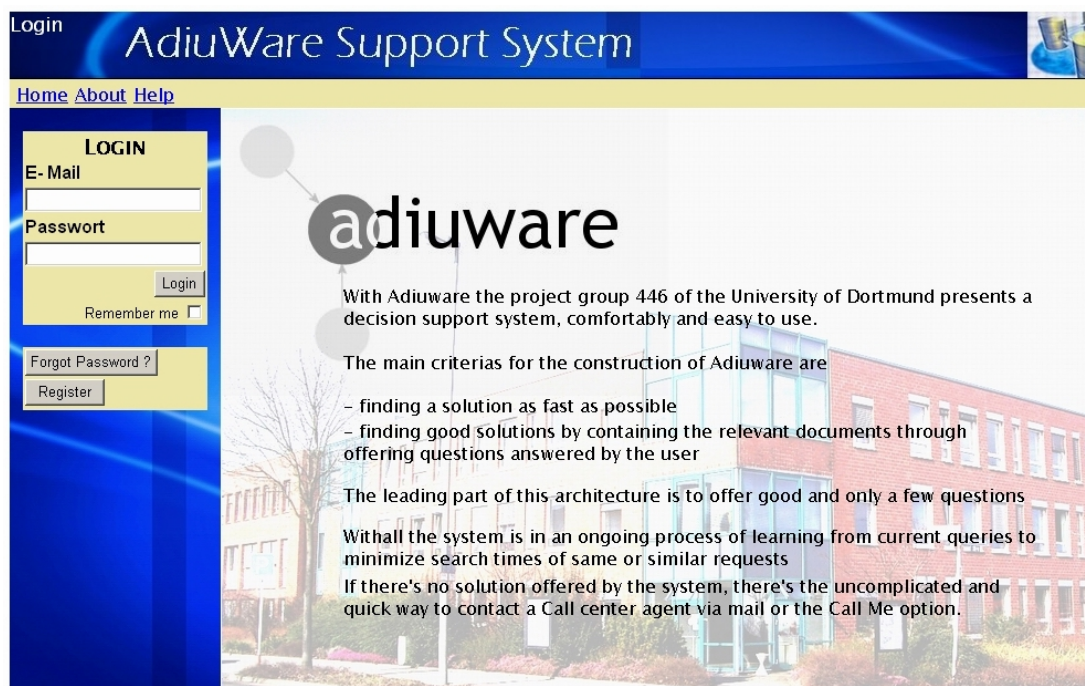 Login
AdiuWare Support System
Home About Help
LOGIN
E- Mail
Passwort
Login
Remember me
Forgot Password ?
Register
adiuware
With Adiuware the project group 446 of the University of Dortmund presents a
decision support system, comfortably and easy to use.
The main criterias for the construction of Adiuware are
– finding a solution as fast as possible
– finding good solutions by containing the relevant documents through
offering questions answered by the user
The leading part of this architecture is to offer good and only a few questions
Withall the system is in an ongoing process of learning from current queries to
minimize search times of same or similar requests
If there's no solution offered by the system, there's the uncomplicated and
quick way to contact a Call center agent via mail or the Call Me option.